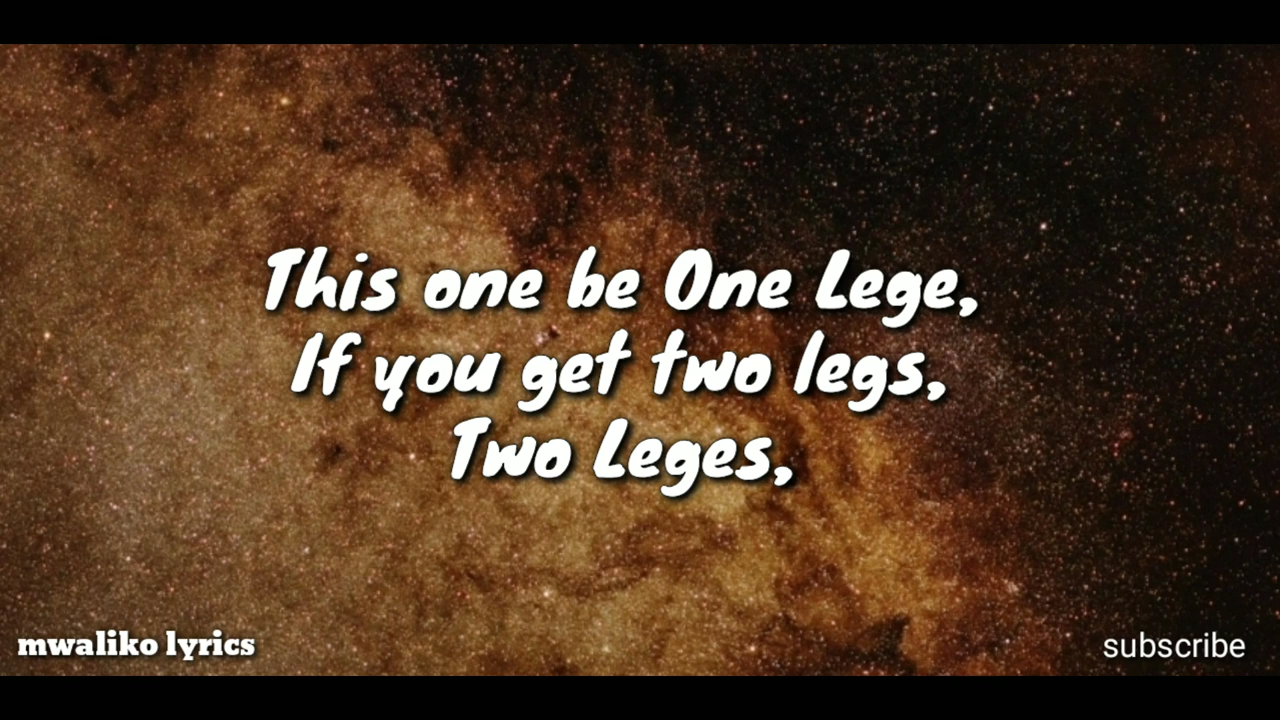 This one be One Lege,
If you get two legs,
Two Leges,
mwaliko lyrics
subscribe